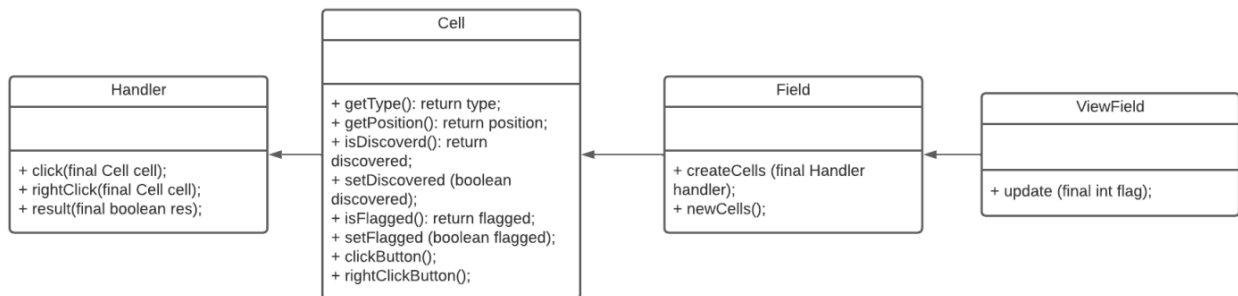 Handler
+ click(final Cell cell);
+ rightClick(final Cell cell);
+ result(final boolean res);
Cell
+ getType(): return type;
+ getPosition(): return position;
+ isDiscoverd(): return
discovered;
+ setDiscovered (boolean
discovered);
+ isFlagged(): return flagged;
+ setFlagged (boolean flagged);
+ clickButton();
+ rightClickButton();
Field
+ createCells (final Handler
handler);
+ newCells();
ViewField
+ update (final int flag);